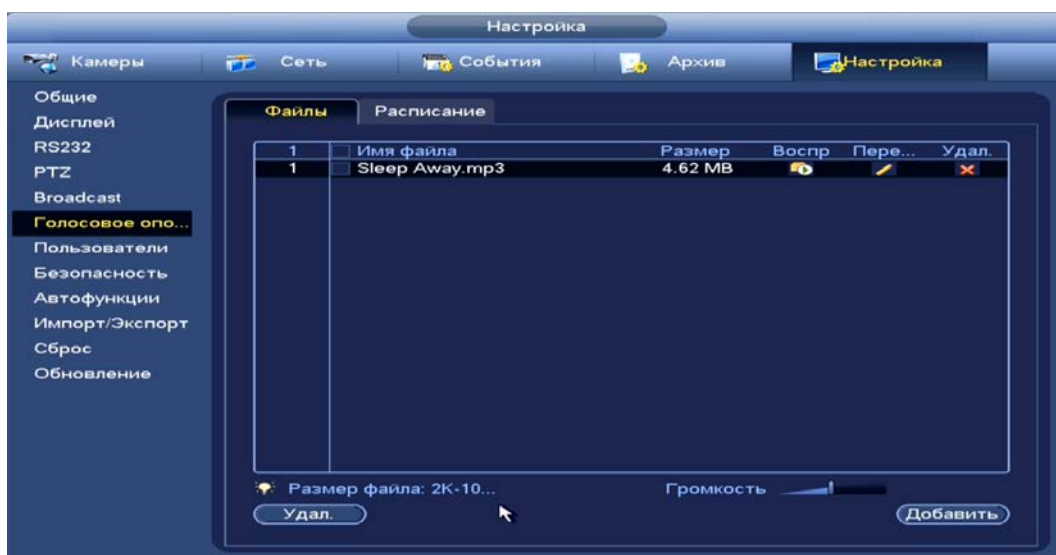 Настройка
Камеры Сеть События Архив Настройка
Общие
Дисплей
RS232
PTZ
Broadcast
Голосовое опо...
Пользователи
Безопасность
Автофункции
Импорт/Экспорт
Сброс
Обновление
Файлы Расписание
1 Имя файла Размер Воспр Пере... Удал.
1 Sleep Away.mp3 4.62 MB
Размер файла: 2K-10... Громкость
Удал. Добавить